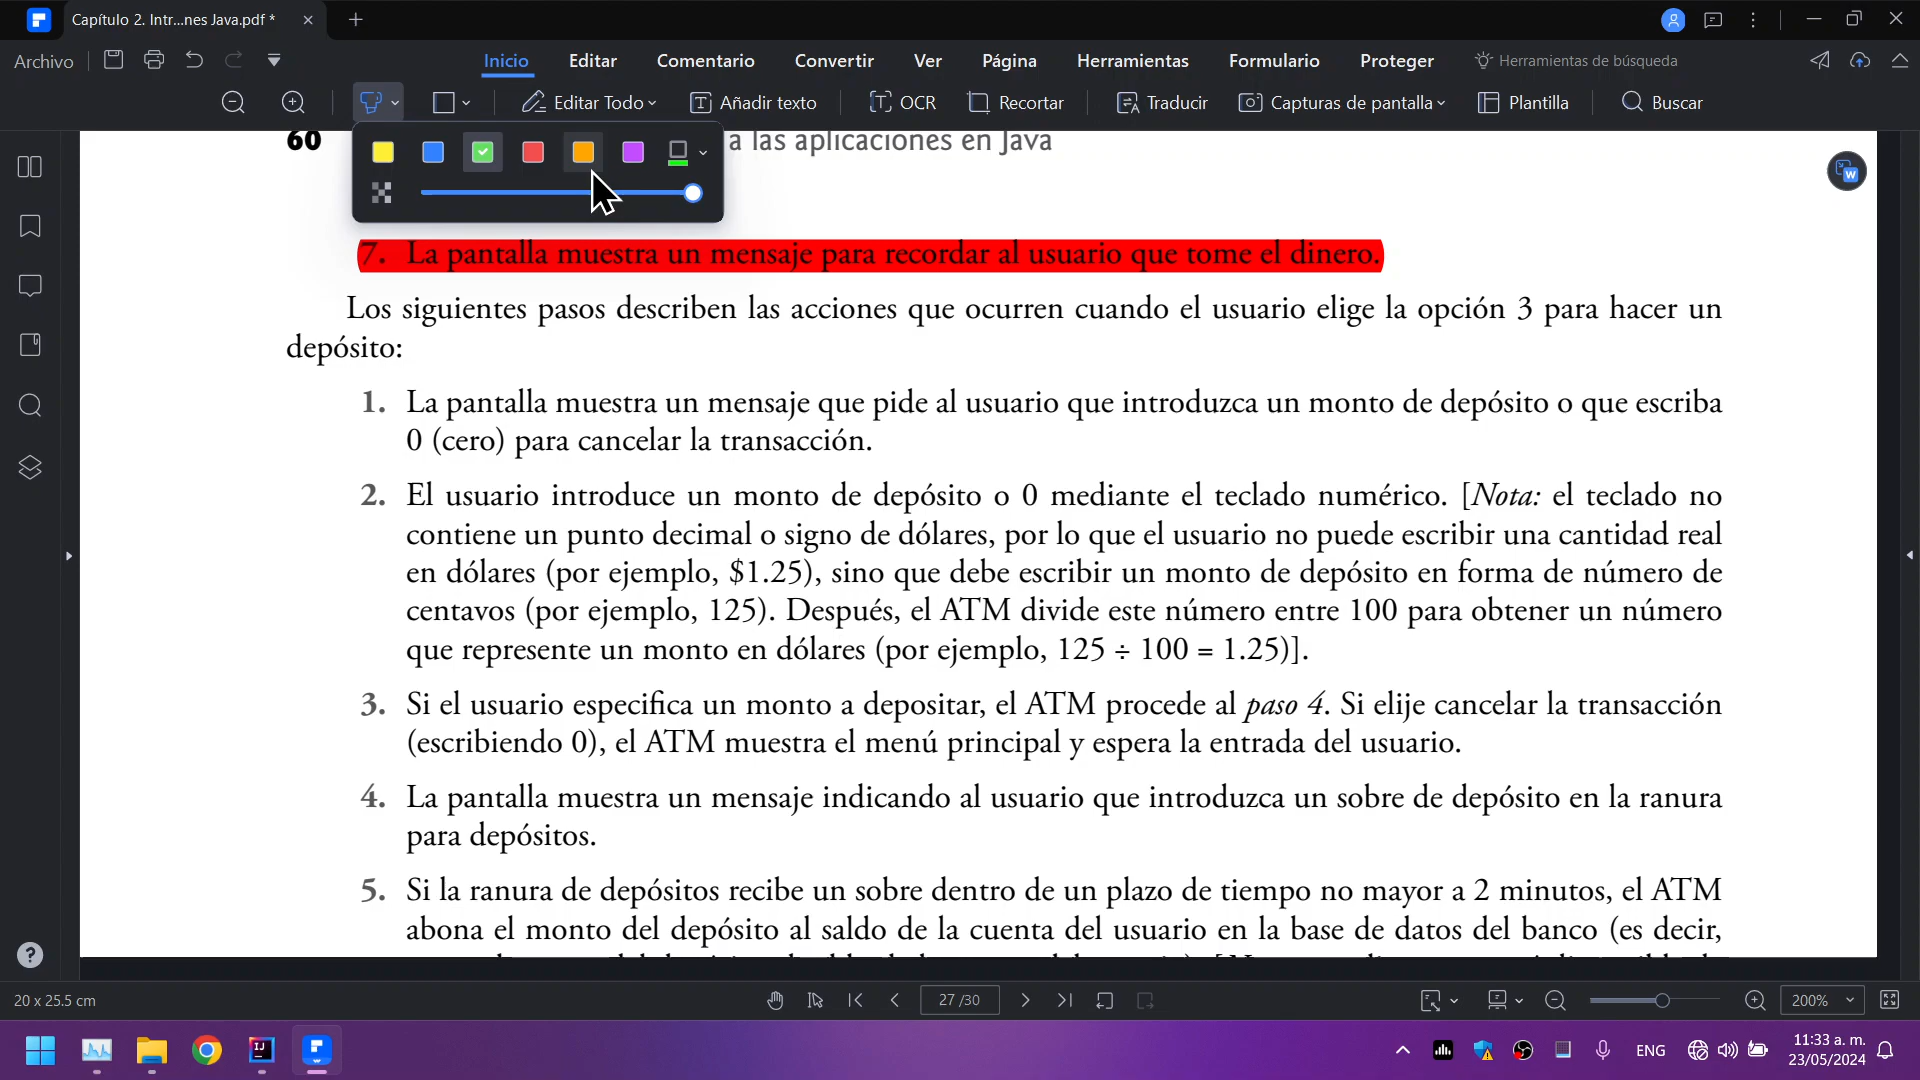 Capítulo 2. Intr...nes Java.pdf *
Archivo
Inicio
Editar
Comentario
Convertir
Ver
Página
Herramientas
Formulario
Proteger
Herramientas de búsqueda
Editar Todo
Añadir texto
OCR
Recortar
Traducir
Capturas de pantalla
Plantilla
Buscar
60
a las aplicaciones en Java
7. La pantalla muestra un mensaje para recordar al usuario que tome el dinero.
Los siguientes pasos describen las acciones que ocurren cuando el usuario elige la opción 3 para hacer un
depósito:
1. La pantalla muestra un mensaje que pide al usuario que introduzca un monto de depósito o que escriba
0 (cero) para cancelar la transacción.
2. El usuario introduce un monto de depósito o 0 mediante el teclado numérico. [Nota: el teclado no
contiene un punto decimal o signo de dólares, por lo que el usuario no puede escribir una cantidad real
en dólares (por ejemplo, $1.25), sino que debe escribir un monto de depósito en forma de número de
centavos (por ejemplo, 125). Después, el ATM divide este número entre 100 para obtener un número
que represente un monto en dólares (por ejemplo, 125 ÷ 100 = 1.25)].
3. Si el usuario especifica un monto a depositar, el ATM procede al paso 4. Si elije cancelar la transacción
(escribiendo 0), el ATM muestra el menú principal y espera la entrada del usuario.
4. La pantalla muestra un mensaje indicando al usuario que introduzca un sobre de depósito en la ranura
para depósitos.
5. Si la ranura de depósitos recibe un sobre dentro de un plazo de tiempo no mayor a 2 minutos, el ATM
abona el monto del depósito al saldo de la cuenta del usuario en la base de datos del banco (es decir,
20 x 25.5 cm
27 /30
200%
ENG
11:33 a. m.
23/05/2024